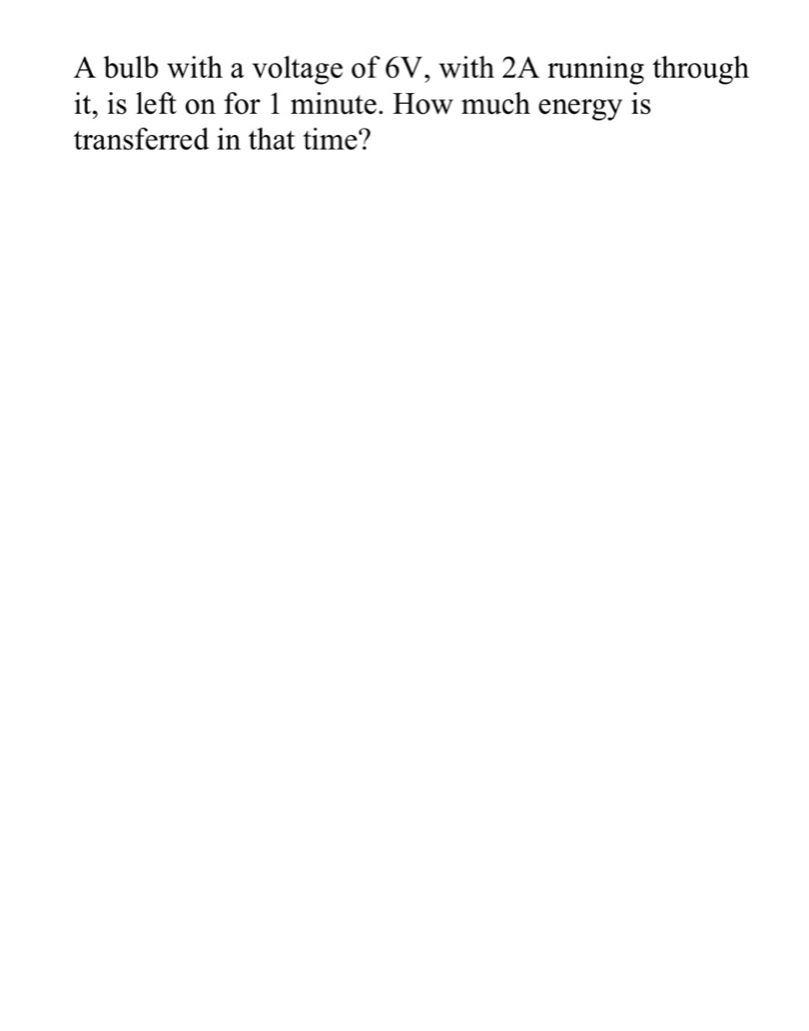 A bulb with a voltage of 6V, with 2A running through
it, is left on for 1 minute. How much energy is
transferred in that time?